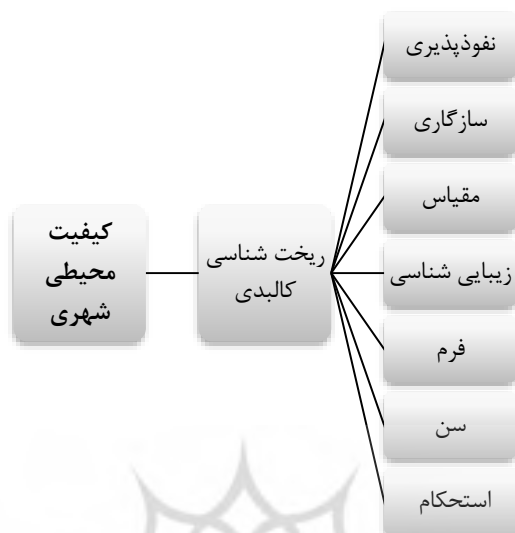 نفوذپذیری
سازگاری
مقیاس
زیبایی شناسی
فرم
سن
استحکام
ریخت شناسی
کالبدی
کیفیت
محیطی
شهری